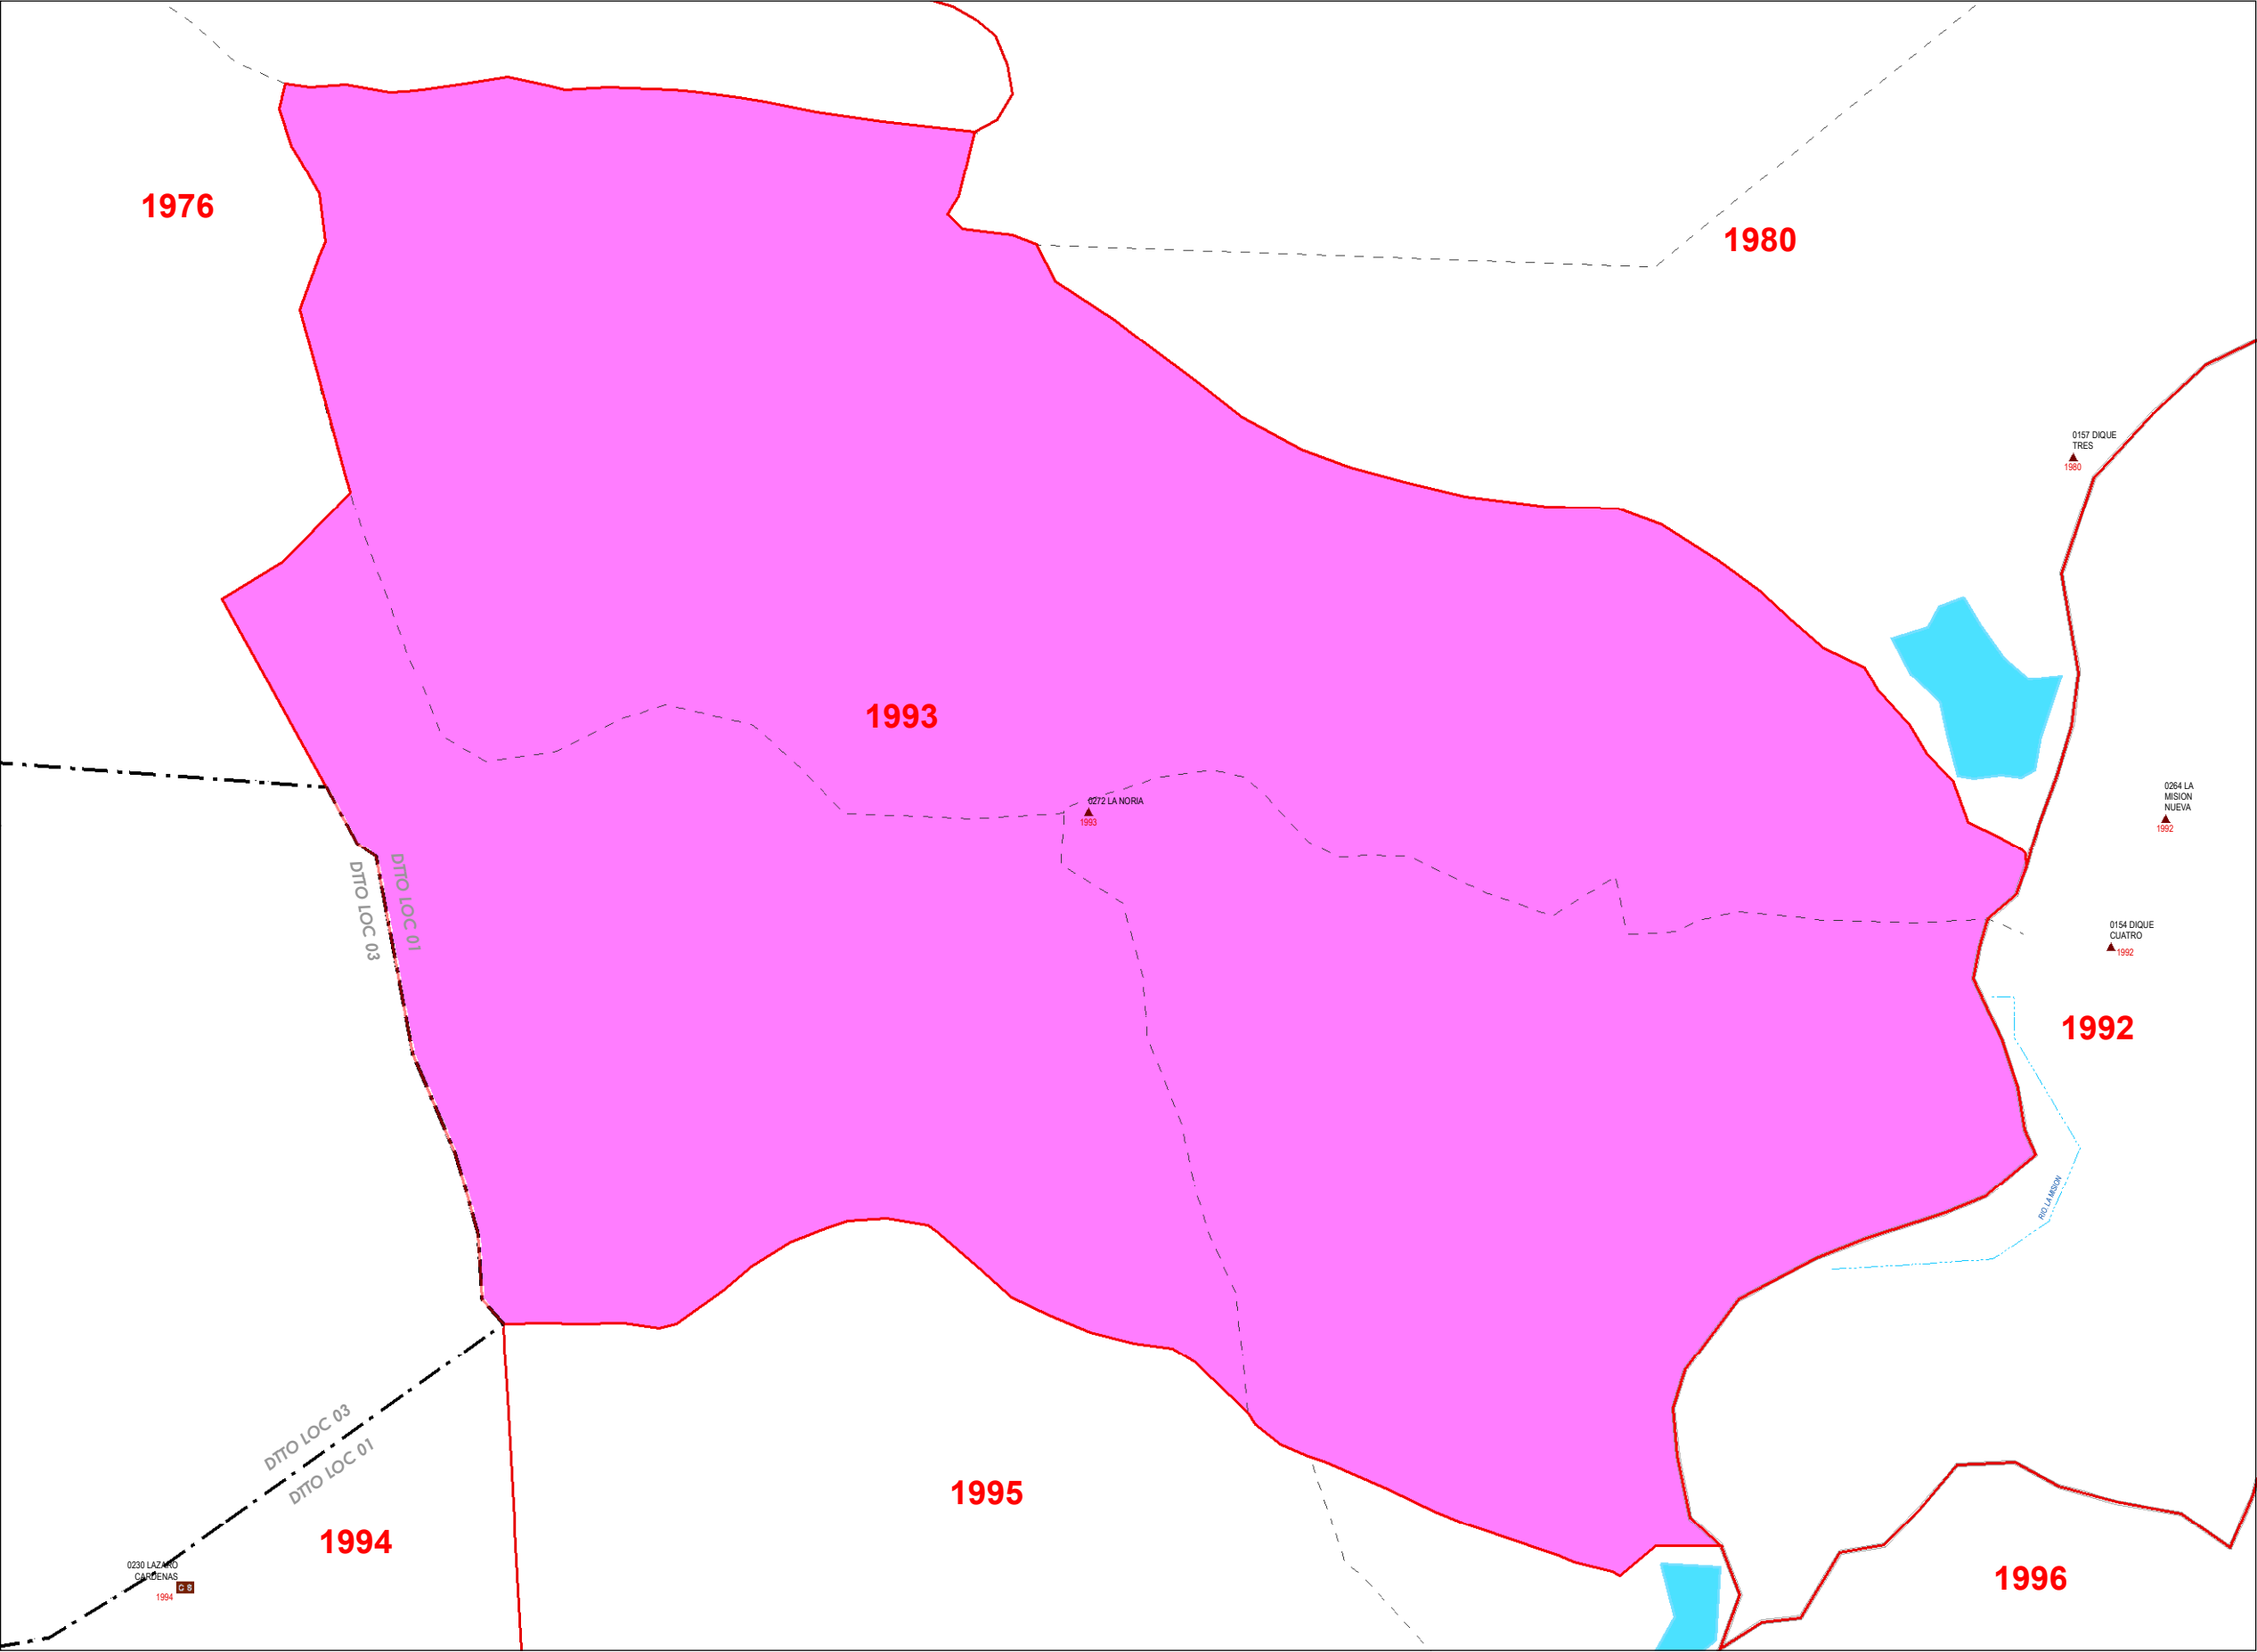 1976
1980
0157 DIQUE
TRES
1980
1993
0272 LA NORIA
1993
0264 LA
MISION
NUEVA
1992
DTTO LOC 03
DTTO LOC 01
0154 DIQUE
CUATRO
1992
1992
RIO LA MISION
DTTO LOC 03
DTTO LOC 01
1995
1994
0230 LAZARO
CARDENAS
C S
1994
1996